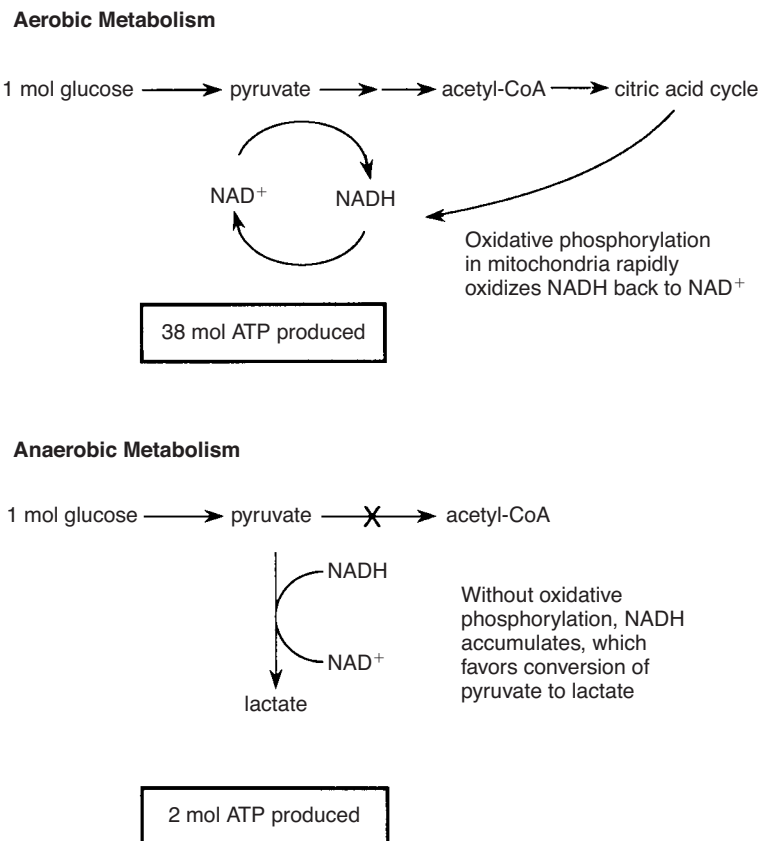 Aerobic Metabolism
1 mol glucose pyruvate acetyl-CoA citric acid cycle
NAD+ NADH
Oxidative phosphorylation
in mitochondria rapidly
oxidizes NADH back to NAD+
38 mol ATP produced
Anaerobic Metabolism
1 mol glucose pyruvate X acetyl-CoA
NADH
NAD+
lactate
Without oxidative
phosphorylation, NADH
accumulates, which
favors conversion of
pyruvate to lactate
2 mol ATP produced